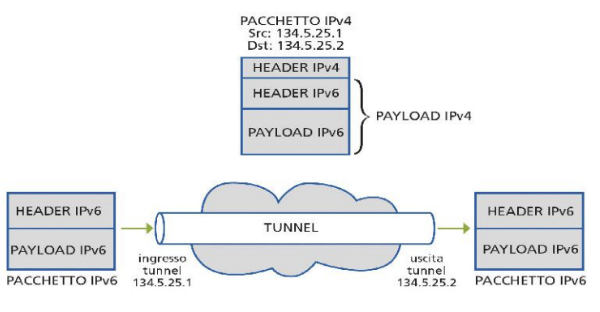 PACCHETTO IPv4
Src: 134.5.25.1
Dst: 134.5.25.2
HEADER IPv4
HEADER IPv6
PAYLOAD IPv6
PAYLOAD IPv4
HEADER IPv6
PAYLOAD IPv6
PACCHETTO IPv6
ingresso
tunnel
134.5.25.1
TUNNEL
uscita
tunnel
134.5.25.2
HEADER IPv6
PAYLOAD IPv6
PACCHETTO IPv6